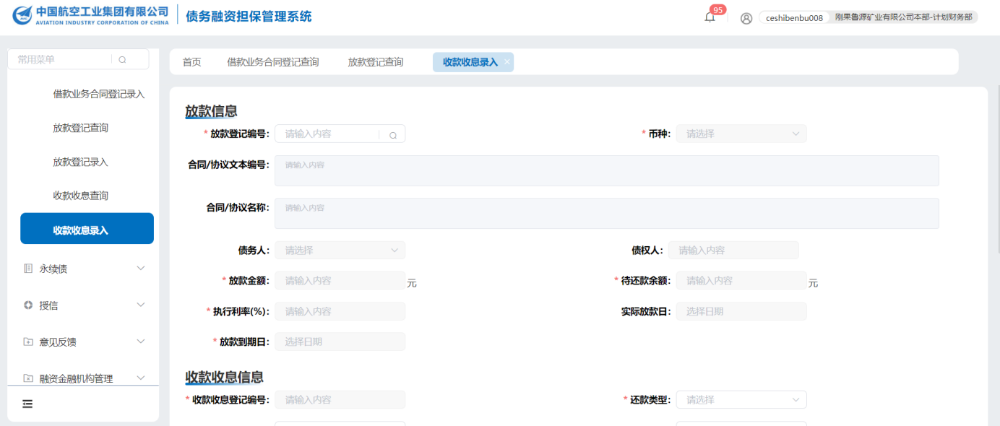 中国航空工业集团有限公司
AVIATION INDUSTRY CORPORATION OF CHINA
债务融资担保管理系统
95
ceshibenbu008
刚果鲁源矿业有限公司本部-计划财务部
常用菜单
首页
借款业务合同登记查询
放款登记查询
收款收息录入
借款业务合同登记录入
放款登记查询
放款登记录入
收款收息查询
收款收息录入
永续债
授信
意见反馈
融资金融机构管理
放款信息
* 放款登记编号: 请输入内容
* 币种: 请选择
合同/协议文本编号: 请输入内容
合同/协议名称: 请输入内容
债务人: 请选择
债权人: 请输入内容
* 放款金额: 请输入内容 元
* 待还款余额: 请输入内容 元
* 执行利率(%): 请输入内容
实际放款日: 选择日期
* 放款到期日: 选择日期
收款收息信息
* 收款收息登记编号: 请输入内容
* 还款类型: 请选择